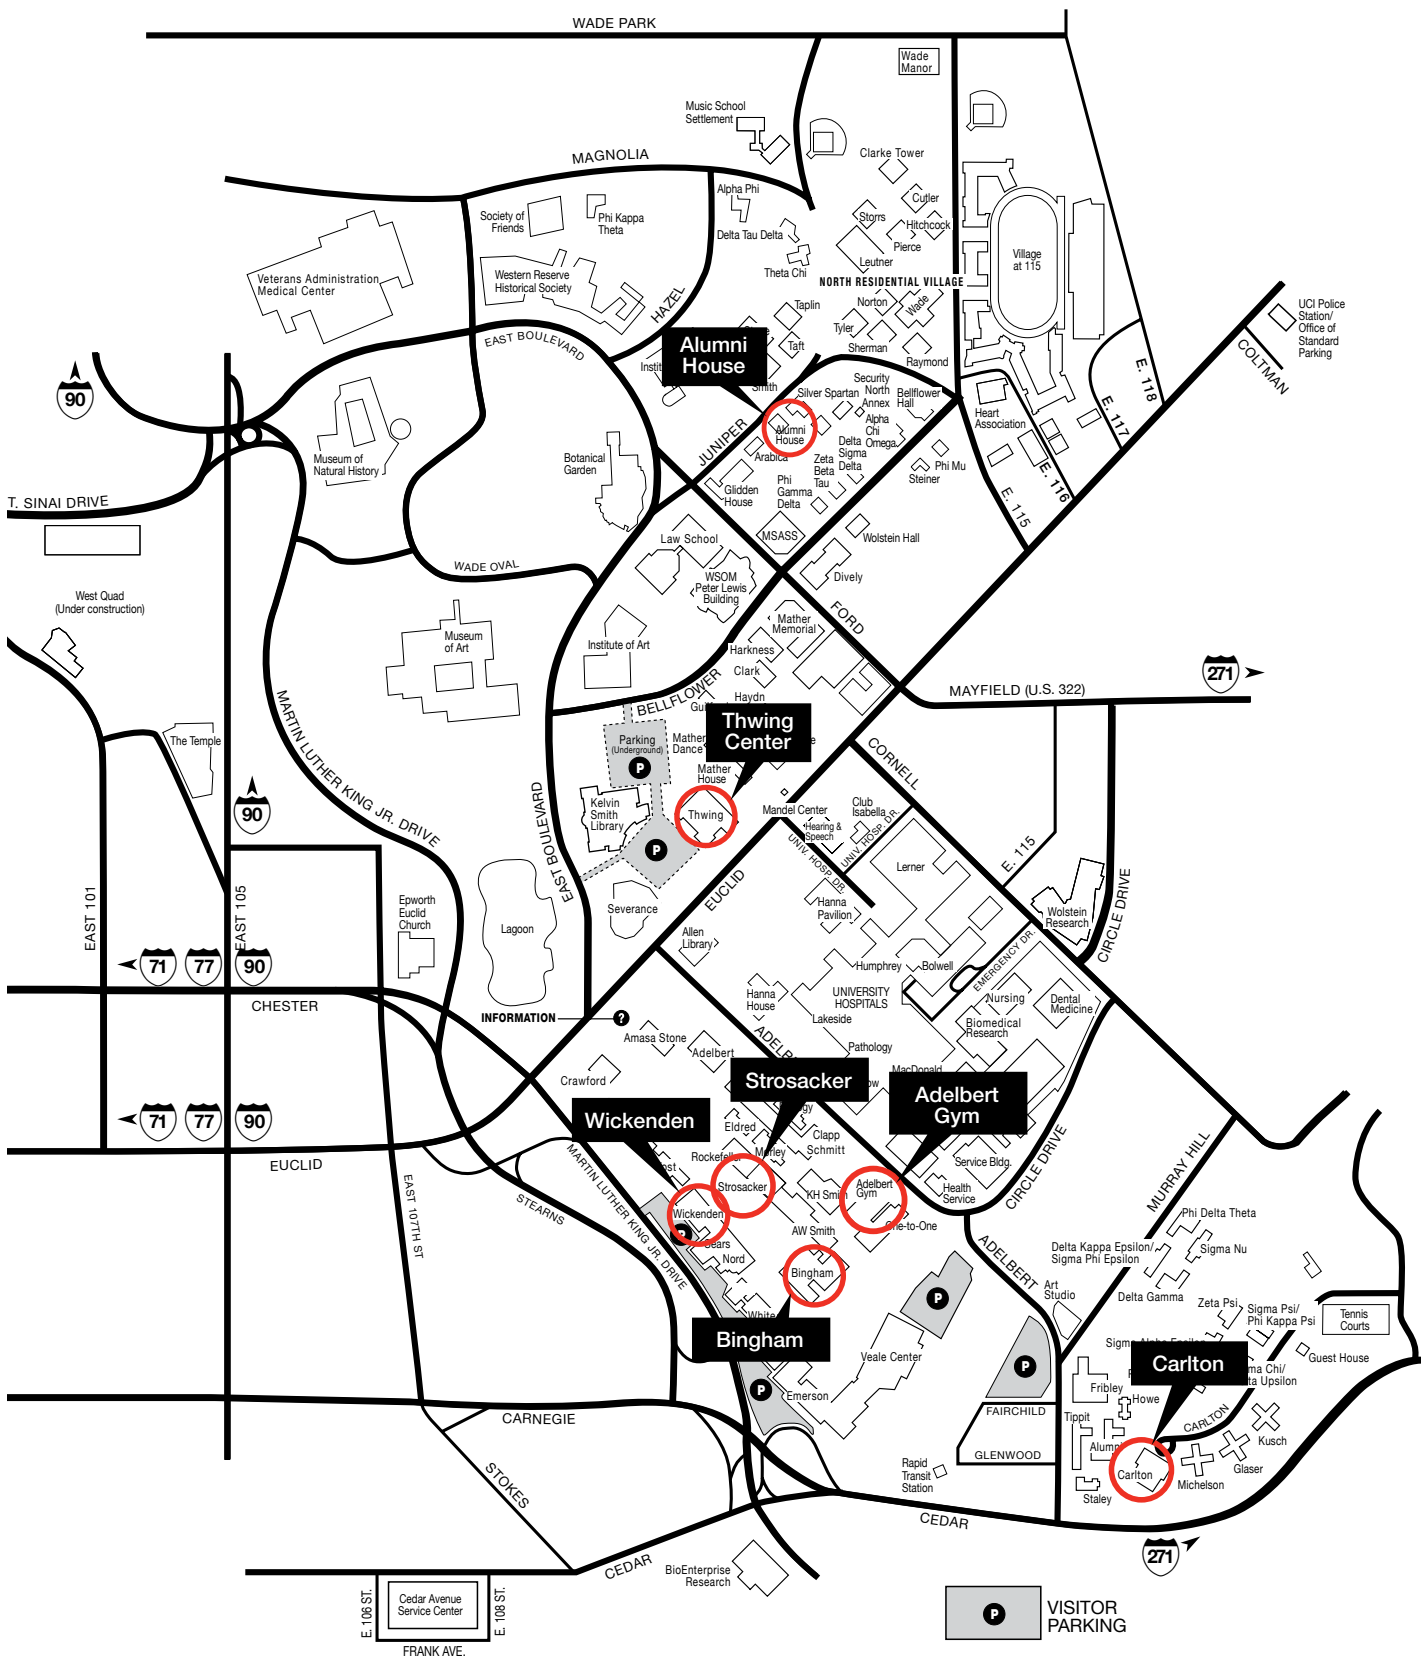 WADE PARK
Wade
Manor
Music School
Settlement
MAGNOLIA
Clarke Tower
Alpha Phi
Cutler
Society of
Friends
Phi Kappa
Theta
Storrs
Hitchcock
Delta Tau Delta
Pierce
Village
at 115
Veterans Administration
Medical Center
Western Reserve
Historical Society
Theta Chi
Leutner
NORTH RESIDENTIAL VILLAGE
HAZEL
Taplin
Norton
Wade
UCI Police
Station/
Office of
Standard
Parking
EAST BOULEVARD
Tyler
Sherman
Taft
Raymond
COLTMAN
Alumni
House
Smith
90
E. 118
E. 117
Silver Spartan
Security
North
Annex
Bellflower
Hall
Heart
Association
JUNIPER
Alumni
House
Alpha
Chi
Omega
Arabica
Delta
Sigma
Delta
Zeta
Beta
Tau
Phi Mu
Steiner
Museum of
Natural History
Botanical
Garden
Glidden
House
Phi
Gamma
Delta
E. 116
E. 115
T. SINAI DRIVE
MSASS
Wolstein Hall
Law School
WADE OVAL
WSOM
Peter Lewis
Building
Dively
West Quad
(Under construction)
FORD
Mather
Memorial
Museum
of Art
Institute of Art
Harkness
Clark
271
MAYFIELD (U.S. 322)
BELLFLOWER
Haydn
Thwing
Center
MARTIN LUTHER KING JR. DRIVE
The Temple
Parking
(Underground)
P
Mather
Dance
Mather
House
CORNELL
90
Kelvin
Smith
Library
Thwing
Mandel Center
Club
Isabella
Hearing &
Speech
UNIV. HOSP. DR.
UNIV. HOSP. DR.
P
EAST BOULEVARD
E. 115
Lerner
EUCLID
CIRCLE DRIVE
EAST 101
EAST 105
Epworth
Euclid
Church
Severance
Hanna
Pavilion
Wolstein
Research
Lagoon
Allen
Library
EMERGENCY DR.
71
77
90
Humphrey
Bolwell
CHESTER
Hanna
House
UNIVERSITY
HOSPITALS
Nursing
Dental
Medicine
INFORMATION
?
Lakeside
Biomedical
Research
Amasa Stone
Adelbert
Pathology
Crawford
Strosacker
Adelbert
Gym
71
77
90
Wickenden
Eldred
Clapp
Schmitt
EUCLID
Rockefeller
Morley
Service Bldg.
CIRCLE DRIVE
MURRAY HILL
EAST 107TH ST
STEARNS
MARTIN LUTHER KING JR. DRIVE
Strosacker
KH Smith
Adelbert
Gym
Health
Service
Wickenden
AW Smith
One-to-One
ADELBERT
Phi Delta Theta
Sears
Nord
Delta Kappa Epsilon/
Sigma Phi Epsilon
Sigma Nu
Bingham
Art
Studio
Delta Gamma
P
Zeta Psi
Sigma Psi/
Phi Kappa Psi
Tennis
Courts
White
Bingham
Veale Center
P
Carlton
Guest House
P
Emerson
Fribley
Howe
CARNEGIE
FAIRCHILD
Tippit
CARLTON
Kusch
GLENWOOD
Glaser
STOKES
Rapid
Transit
Station
Carlton
Michelson
Staley
CEDAR
271
CEDAR
BioEnterprise
Research
E. 106 ST.
Cedar Avenue
Service Center
E. 108 ST.
FRANK AVE.
P
VISITOR
PARKING